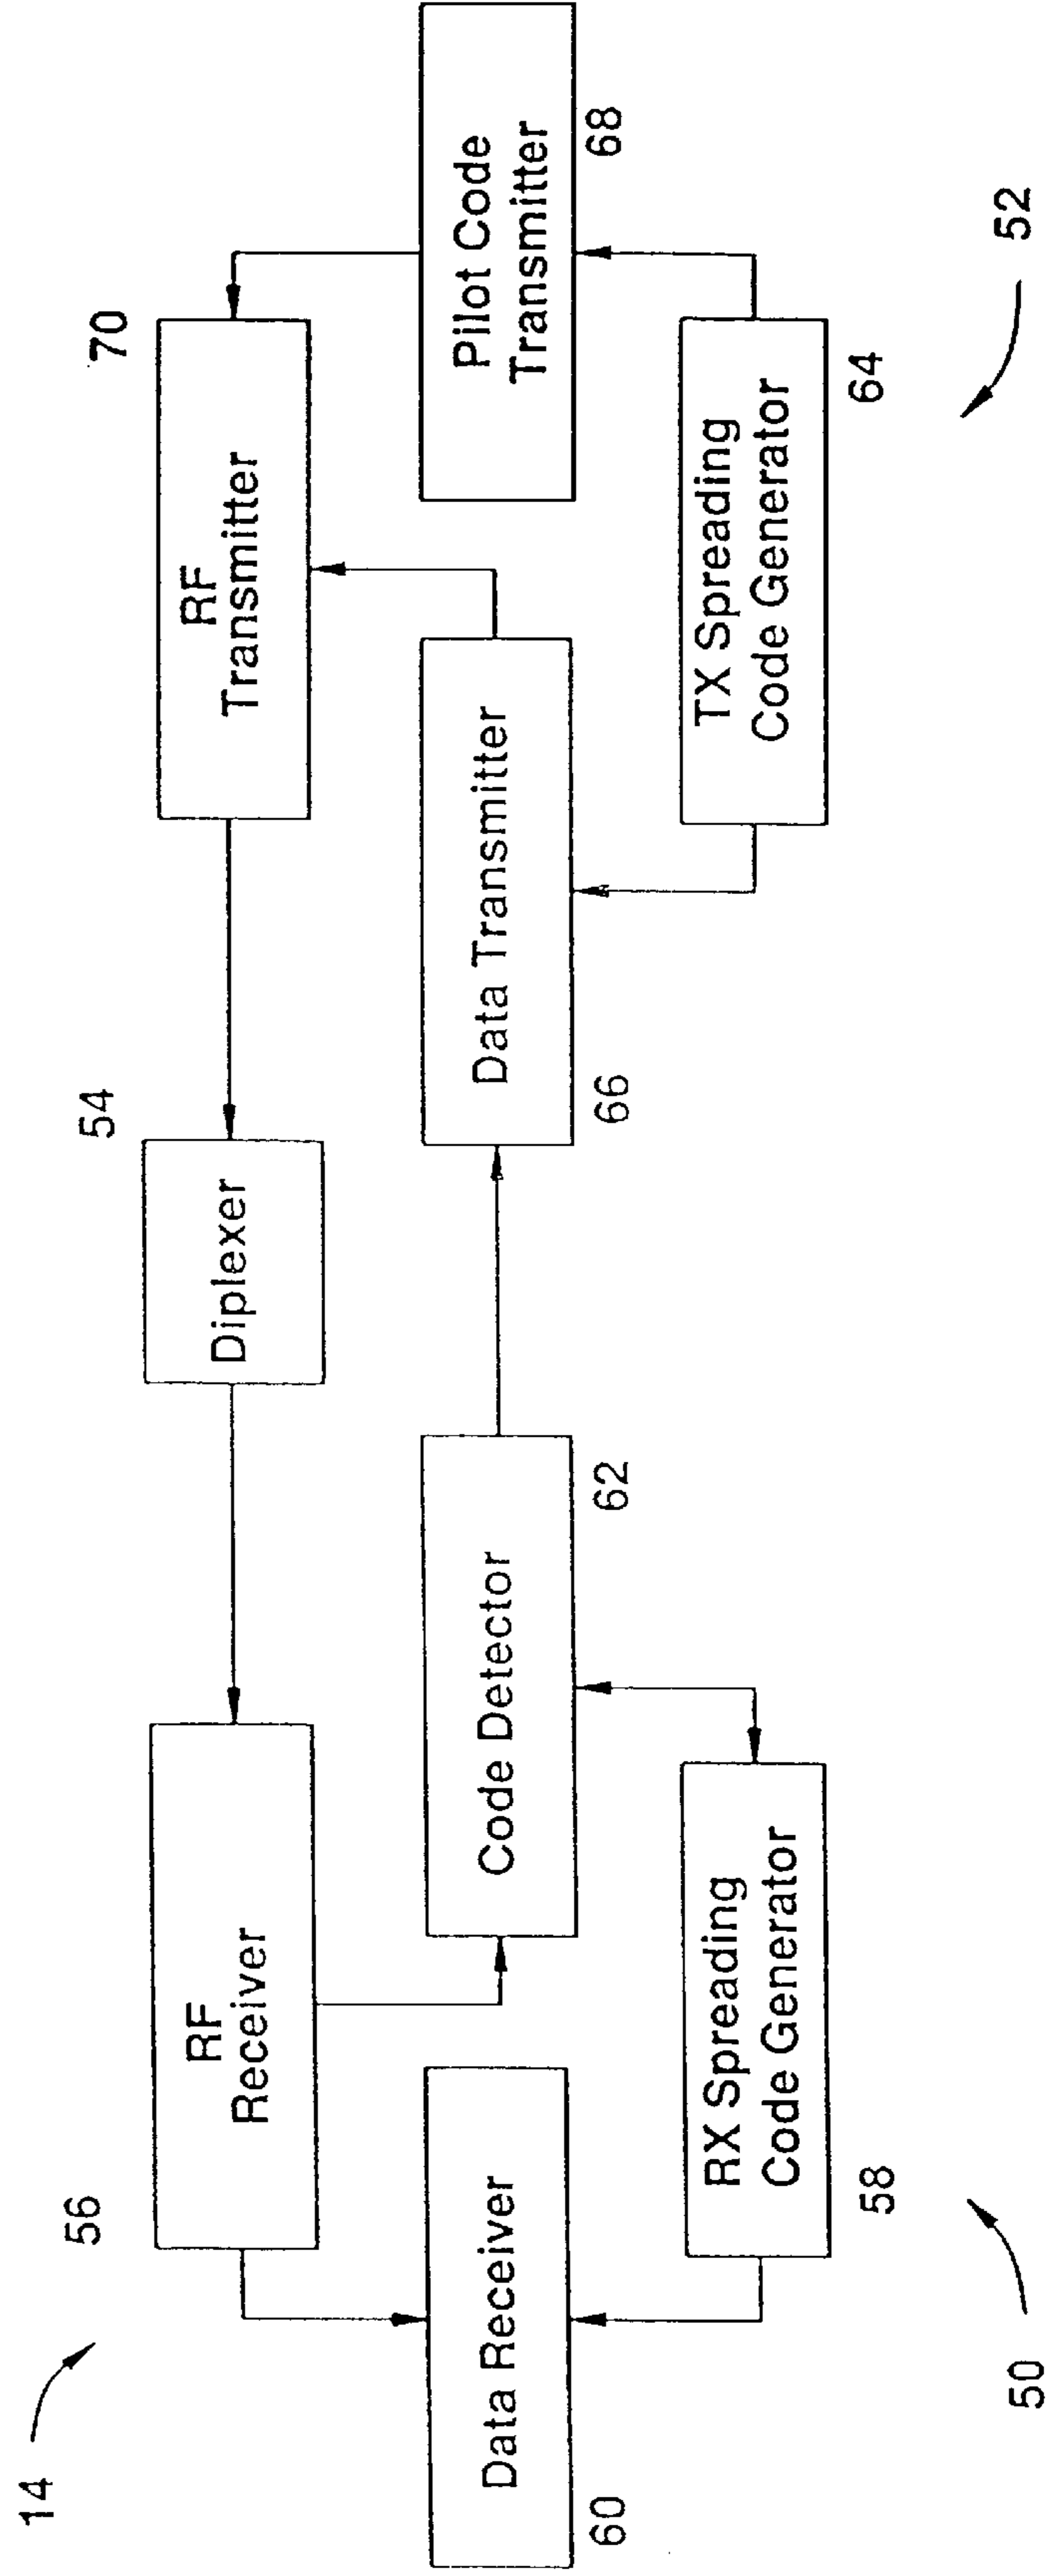 14
56
RF
Receiver
Diplexer
54
RF
Transmitter
70
Data Receiver
60
Code Detector
62
Data Transmitter
66
Pilot Code
Transmitter
68
RX Spreading
Code Generator
58
TX Spreading
Code Generator
64
50
52